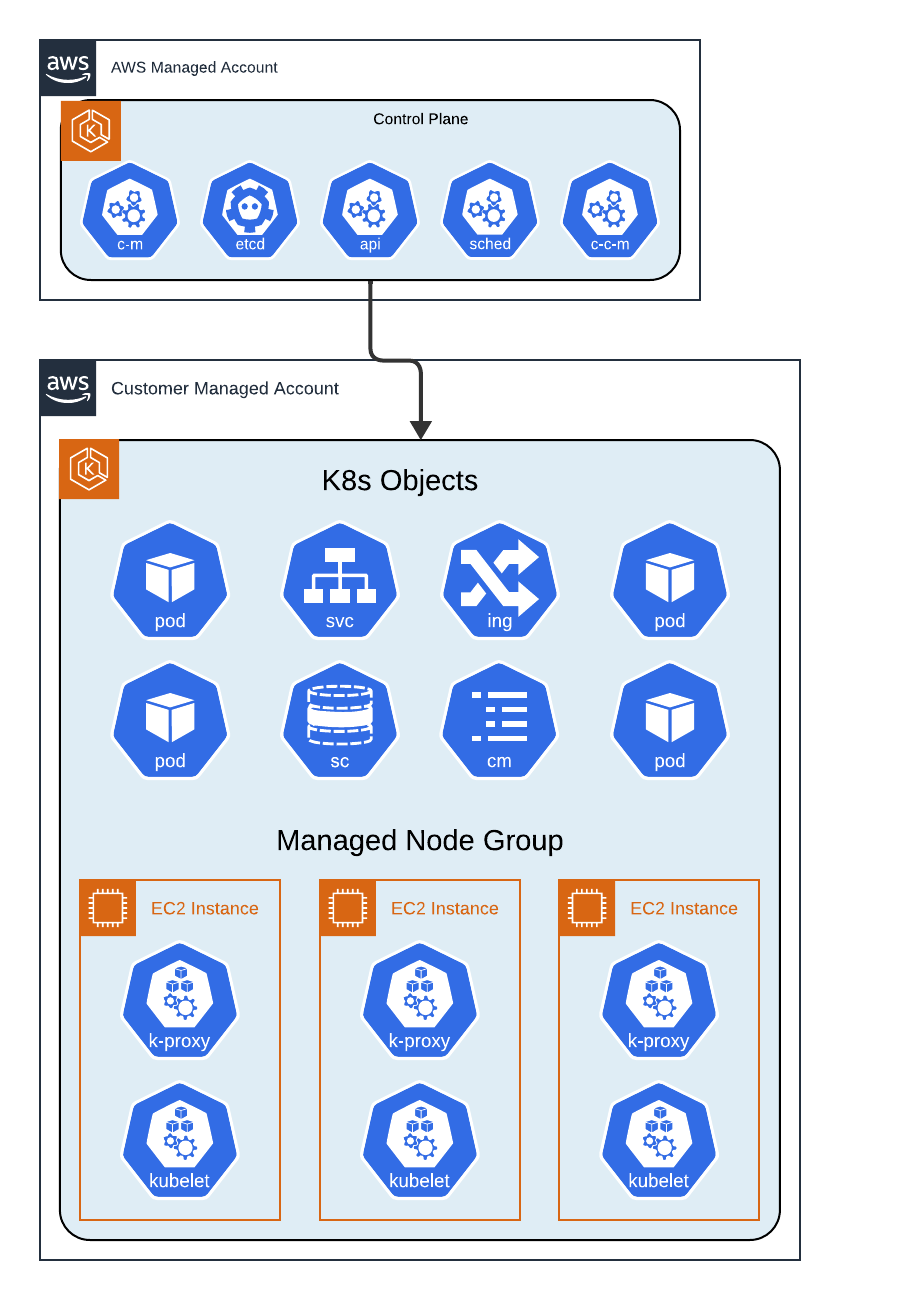 aws
AWS Managed Account
Control Plane
K
c-m
etcd
api
sched
c-c-m
aws
Customer Managed Account
K
K8s Objects
pod
svc
ing
pod
pod
sc
cm
pod
Managed Node Group
EC2 Instance
EC2 Instance
EC2 Instance
k-proxy
k-proxy
k-proxy
kubelet
kubelet
kubelet